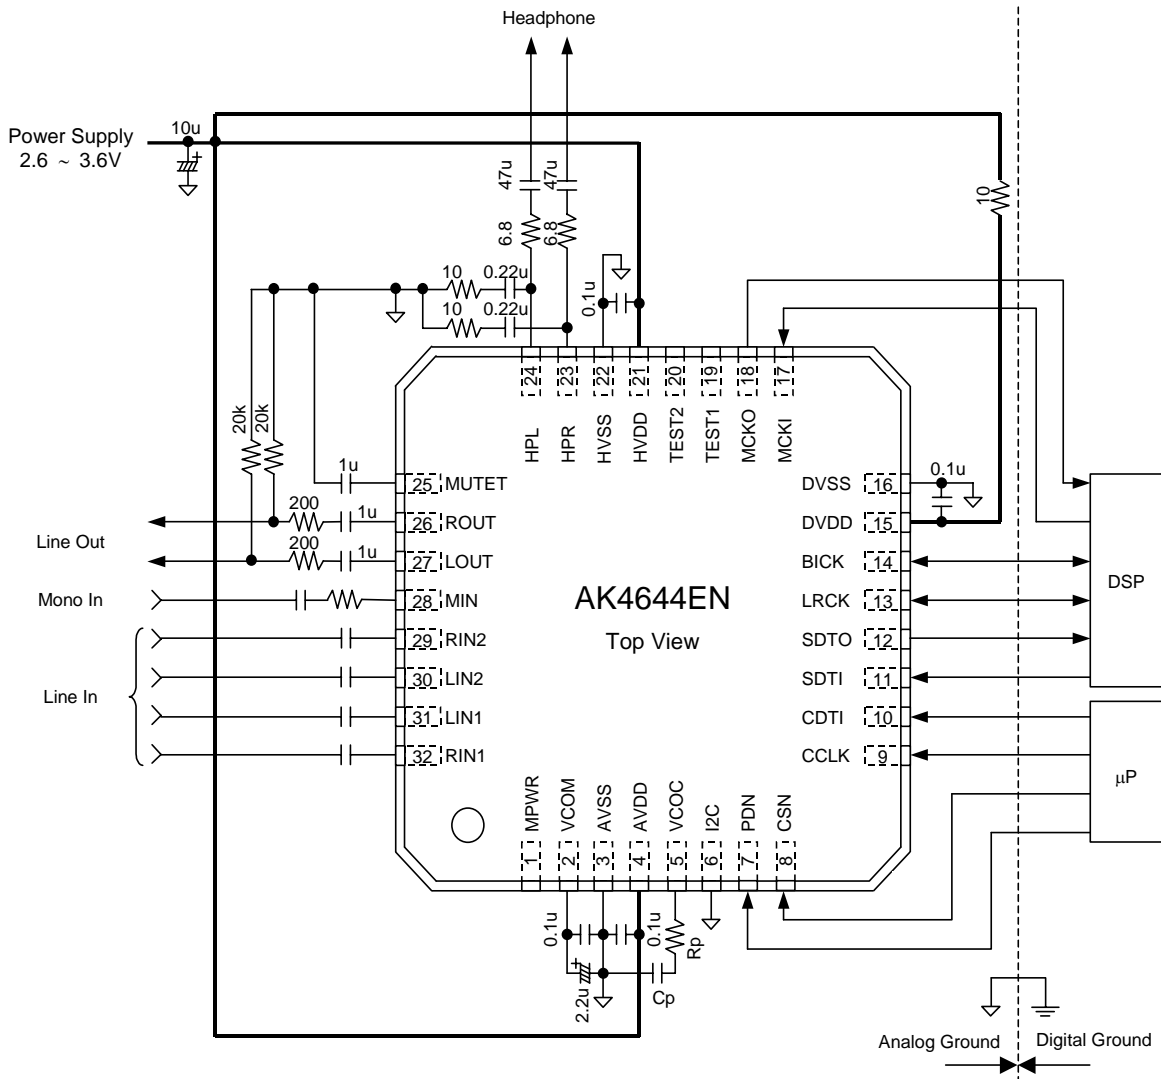 Headphone
Power Supply
2.6 ~ 3.6V
10u
+
47u
47u
6.8
6.8
10
10
0.22u
10
0.22u
0.1u
20k
20k
24
23
22
21
20
19
18
17
HPL
HPR
HVSS
HVDD
TEST2
TEST1
MCKO
MCKI
1u
25
MUTET
200
1u
26
ROUT
200
1u
27
LOUT
Line Out
Mono In
28
MIN
29
RIN2
30
LIN2
Line In
31
LIN1
32
RIN1
AK4644EN
Top View
DVSS
16
0.1u
DVDD
15
BICK
14
LRCK
13
SDTO
12
SDTI
11
CDTI
10
CCLK
9
DSP
μP
MPWR
VCOM
AVSS
AVDD
VCOC
I2C
PDN
CSN
1
2
3
4
5
6
7
8
0.1u
0.1u
Rp
+
2.2u
Cp
Analog Ground
Digital Ground